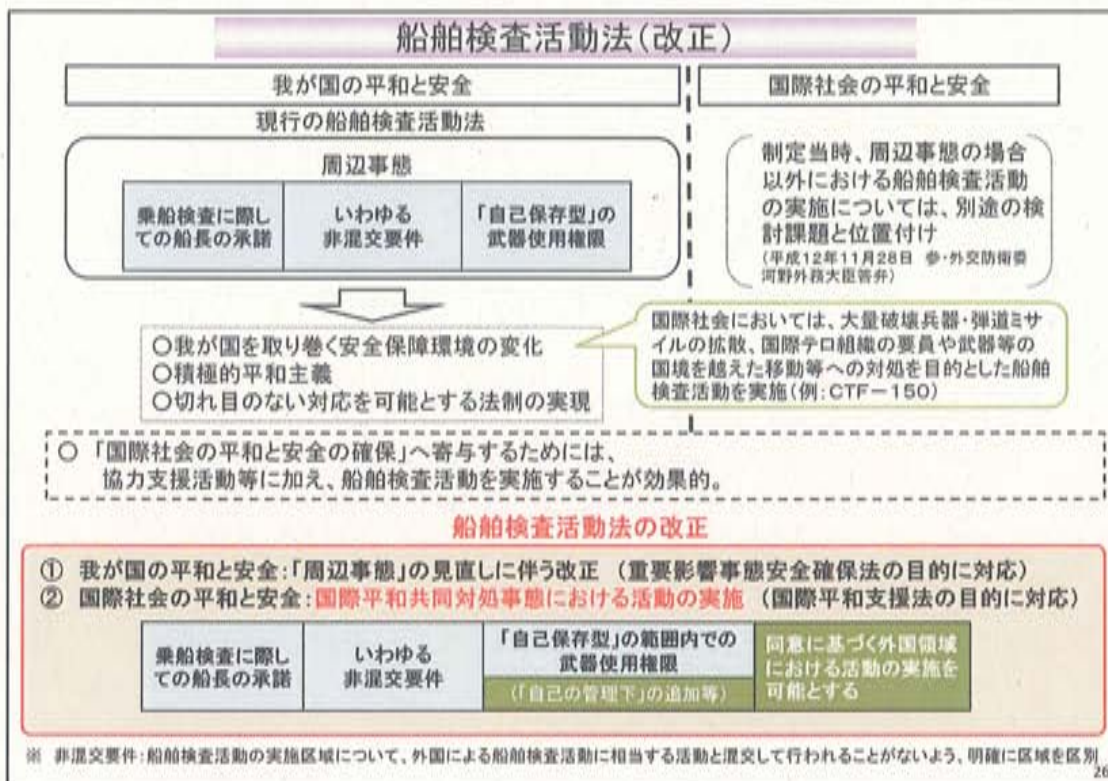 船舶検査活動法(改正)
我が国の平和と安全
国際社会の平和と安全
現行の船舶検査活動法
周辺事態
乗船検査に際し
ての船長の承諾
いわゆる
非混交要件
「自己保存型」の
武器使用権限
制定当時、周辺事態の場合
以外における船舶検査活動
の実施については、別途の検
討課題と位置付け
(平成12年11月28日 参・外交防衛委
河野外務大臣答弁)
○我が国を取り巻く安全保障環境の変化
○積極的平和主義
○切れ目のない対応を可能とする法制の実現
国際社会においては、大量破壊兵器・弾道ミサ
イルの拡散、国際テロ組織の要員や武器等の
国境を越えた移動等への対処を目的とした船舶
検査活動を実施(例:CTF-150)
○ 「国際社会の平和と安全の確保」へ寄与するためには、
協力支援活動等に加え、船舶検査活動を実施することが効果的。
船舶検査活動法の改正
① 我が国の平和と安全:「周辺事態」の見直しに伴う改正 (重要影響事態安全確保法の目的に対応)
② 国際社会の平和と安全:国際平和共同対処事態における活動の実施 (国際平和支援法の目的に対応)
乗船検査に際し
ての船長の承諾
いわゆる
非混交要件
「自己保存型」の範囲内での
武器使用権限
(「自己の管理下」の追加等)
同意に基づく外国領域
における活動の実施を
可能とする
※ 非混交要件:船舶検査活動の実施区域について、外国による船舶検査活動に相当する活動と混交して行われることがないよう、明確に区域を区別
26